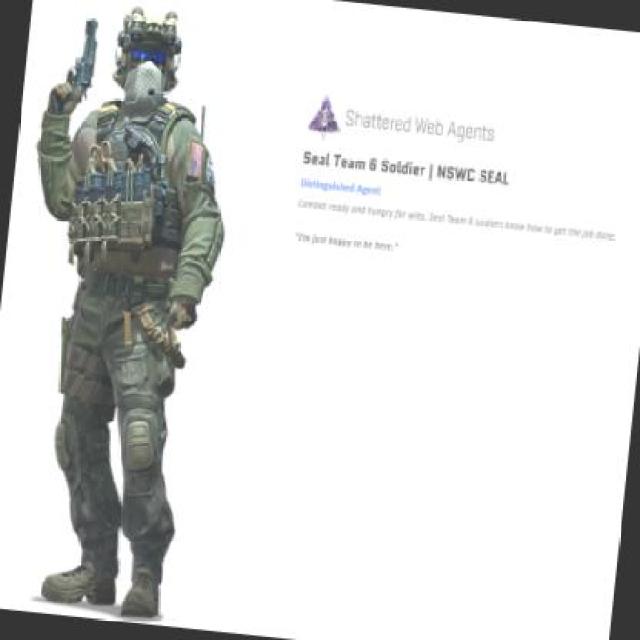 Shattered Web Agents
Seal Team 6 Soldier | NSWC SEAL
Distinguished Agent
Combat ready and hungry for wins, Seal Team 6 soldiers know how to get the job done.
"I'm just happy to be here."